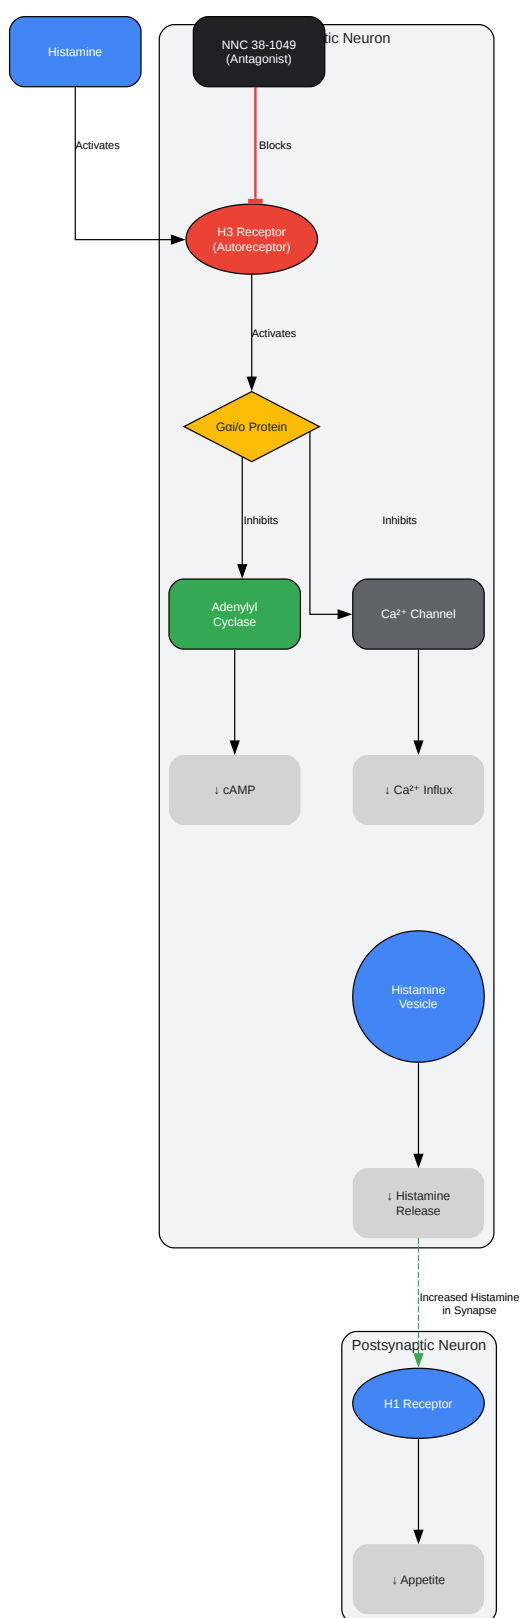 Histamine
NNC 38-1049
(Antagonist)
tic Neuron
Activates
Blocks
H3 Receptor
(Autoreceptor)
Activates
Gαi/o Protein
Inhibits
Inhibits
Adenylyl
Cyclase
Ca²⁺ Channel
↓ cAMP
↓ Ca²⁺ Influx
Histamine
Vesicle
↓ Histamine
Release
Increased Histamine
in Synapse
Postsynaptic Neuron
H1 Receptor
↓ Appetite